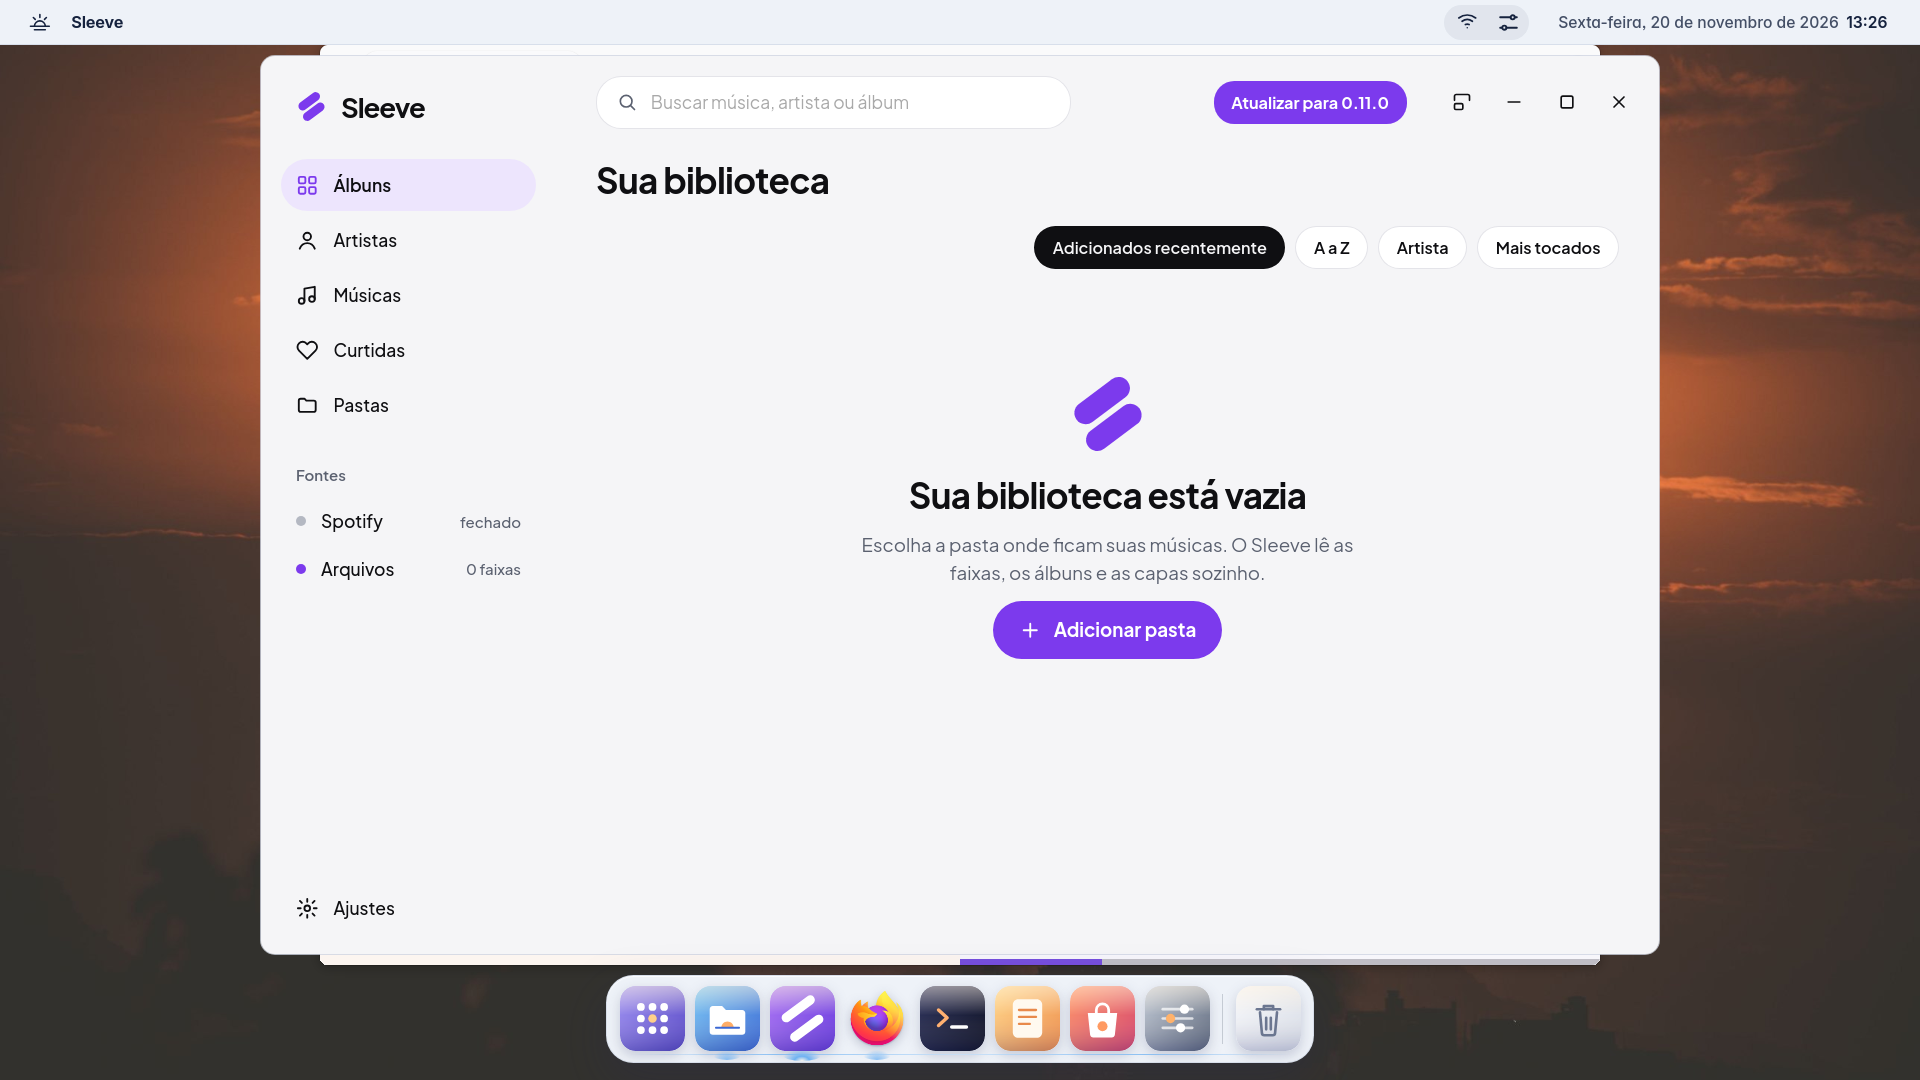 Sleeve
Sexta-feira, 20 de novembro de 2026 13:26
Sleeve
Buscar música, artista ou álbum
Atualizar para 0.11.0
Álbuns
Artistas
Músicas
Curtidas
Pastas
Fontes
Spotify fechado
Arquivos 0 faixas
Ajustes
Sua biblioteca
Adicionados recentemente
A a Z
Artista
Mais tocados
Sua biblioteca está vazia
Escolha a pasta onde ficam suas músicas. O Sleeve lê as
faixas, os álbuns e as capas sozinho.
Adicionar pasta